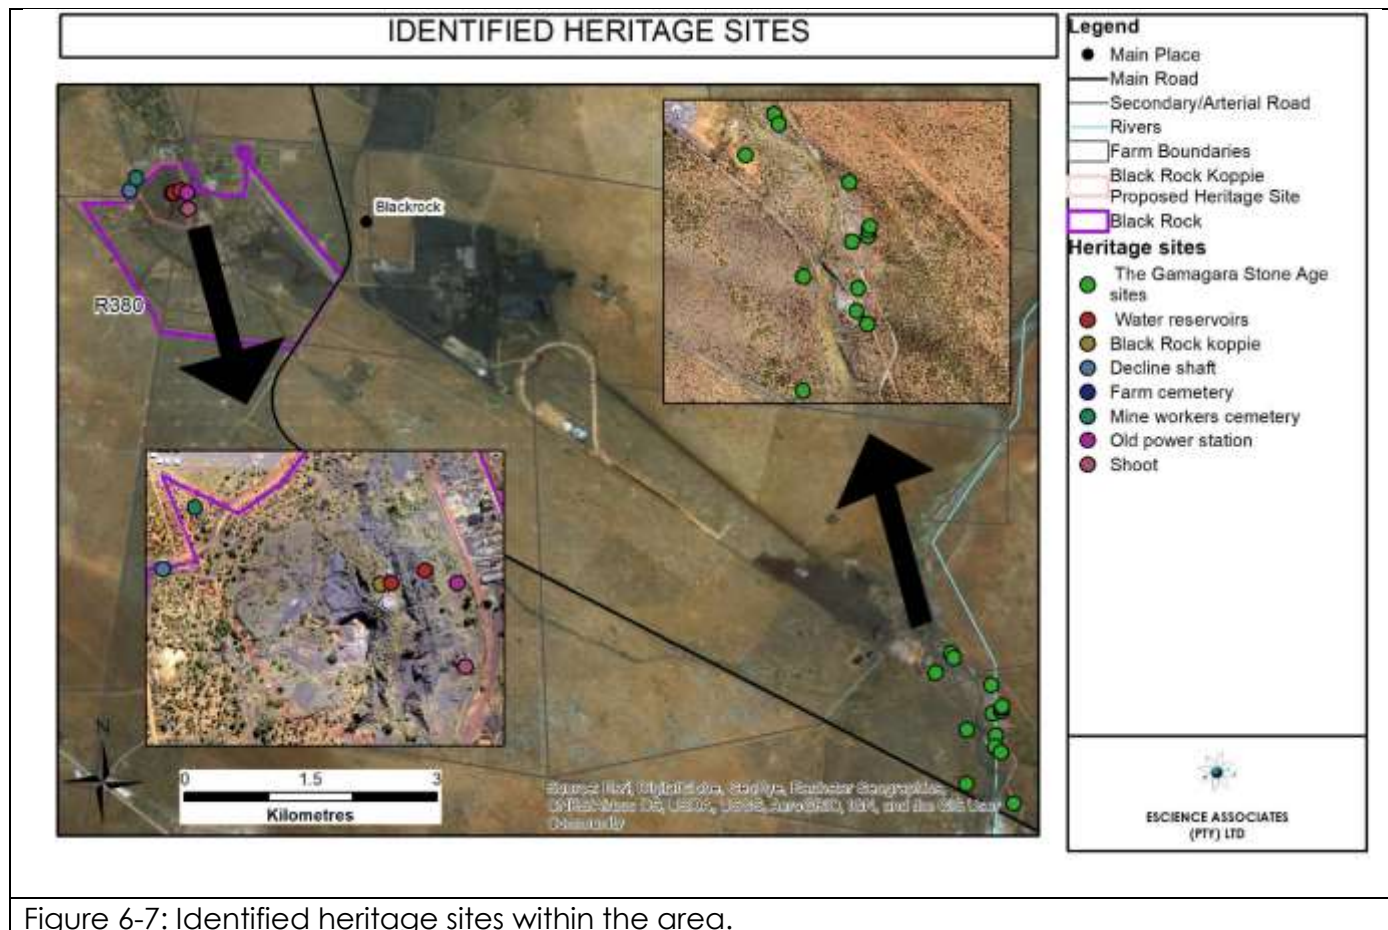 IDENTIFIED HERITAGE SITES
Blackrock
R380
N
0 1.5 3
Kilometres
Community
Legend
Main Place
Main Road
Secondary/Arterial Road
Rivers
Farm Boundaries
Black Rock Koppie
Proposed Heritage Site
Black Rock
Heritage sites
The Gamagara Stone Age
sites
Water reservoirs
Black Rock koppie
Decline shaft
Farm cemetery
Mine workers cemetery
Old power station
Shoot
ESCIENCE ASSOCIATES
(PTY) LTD
Figure 6-7: Identified heritage sites within the area.